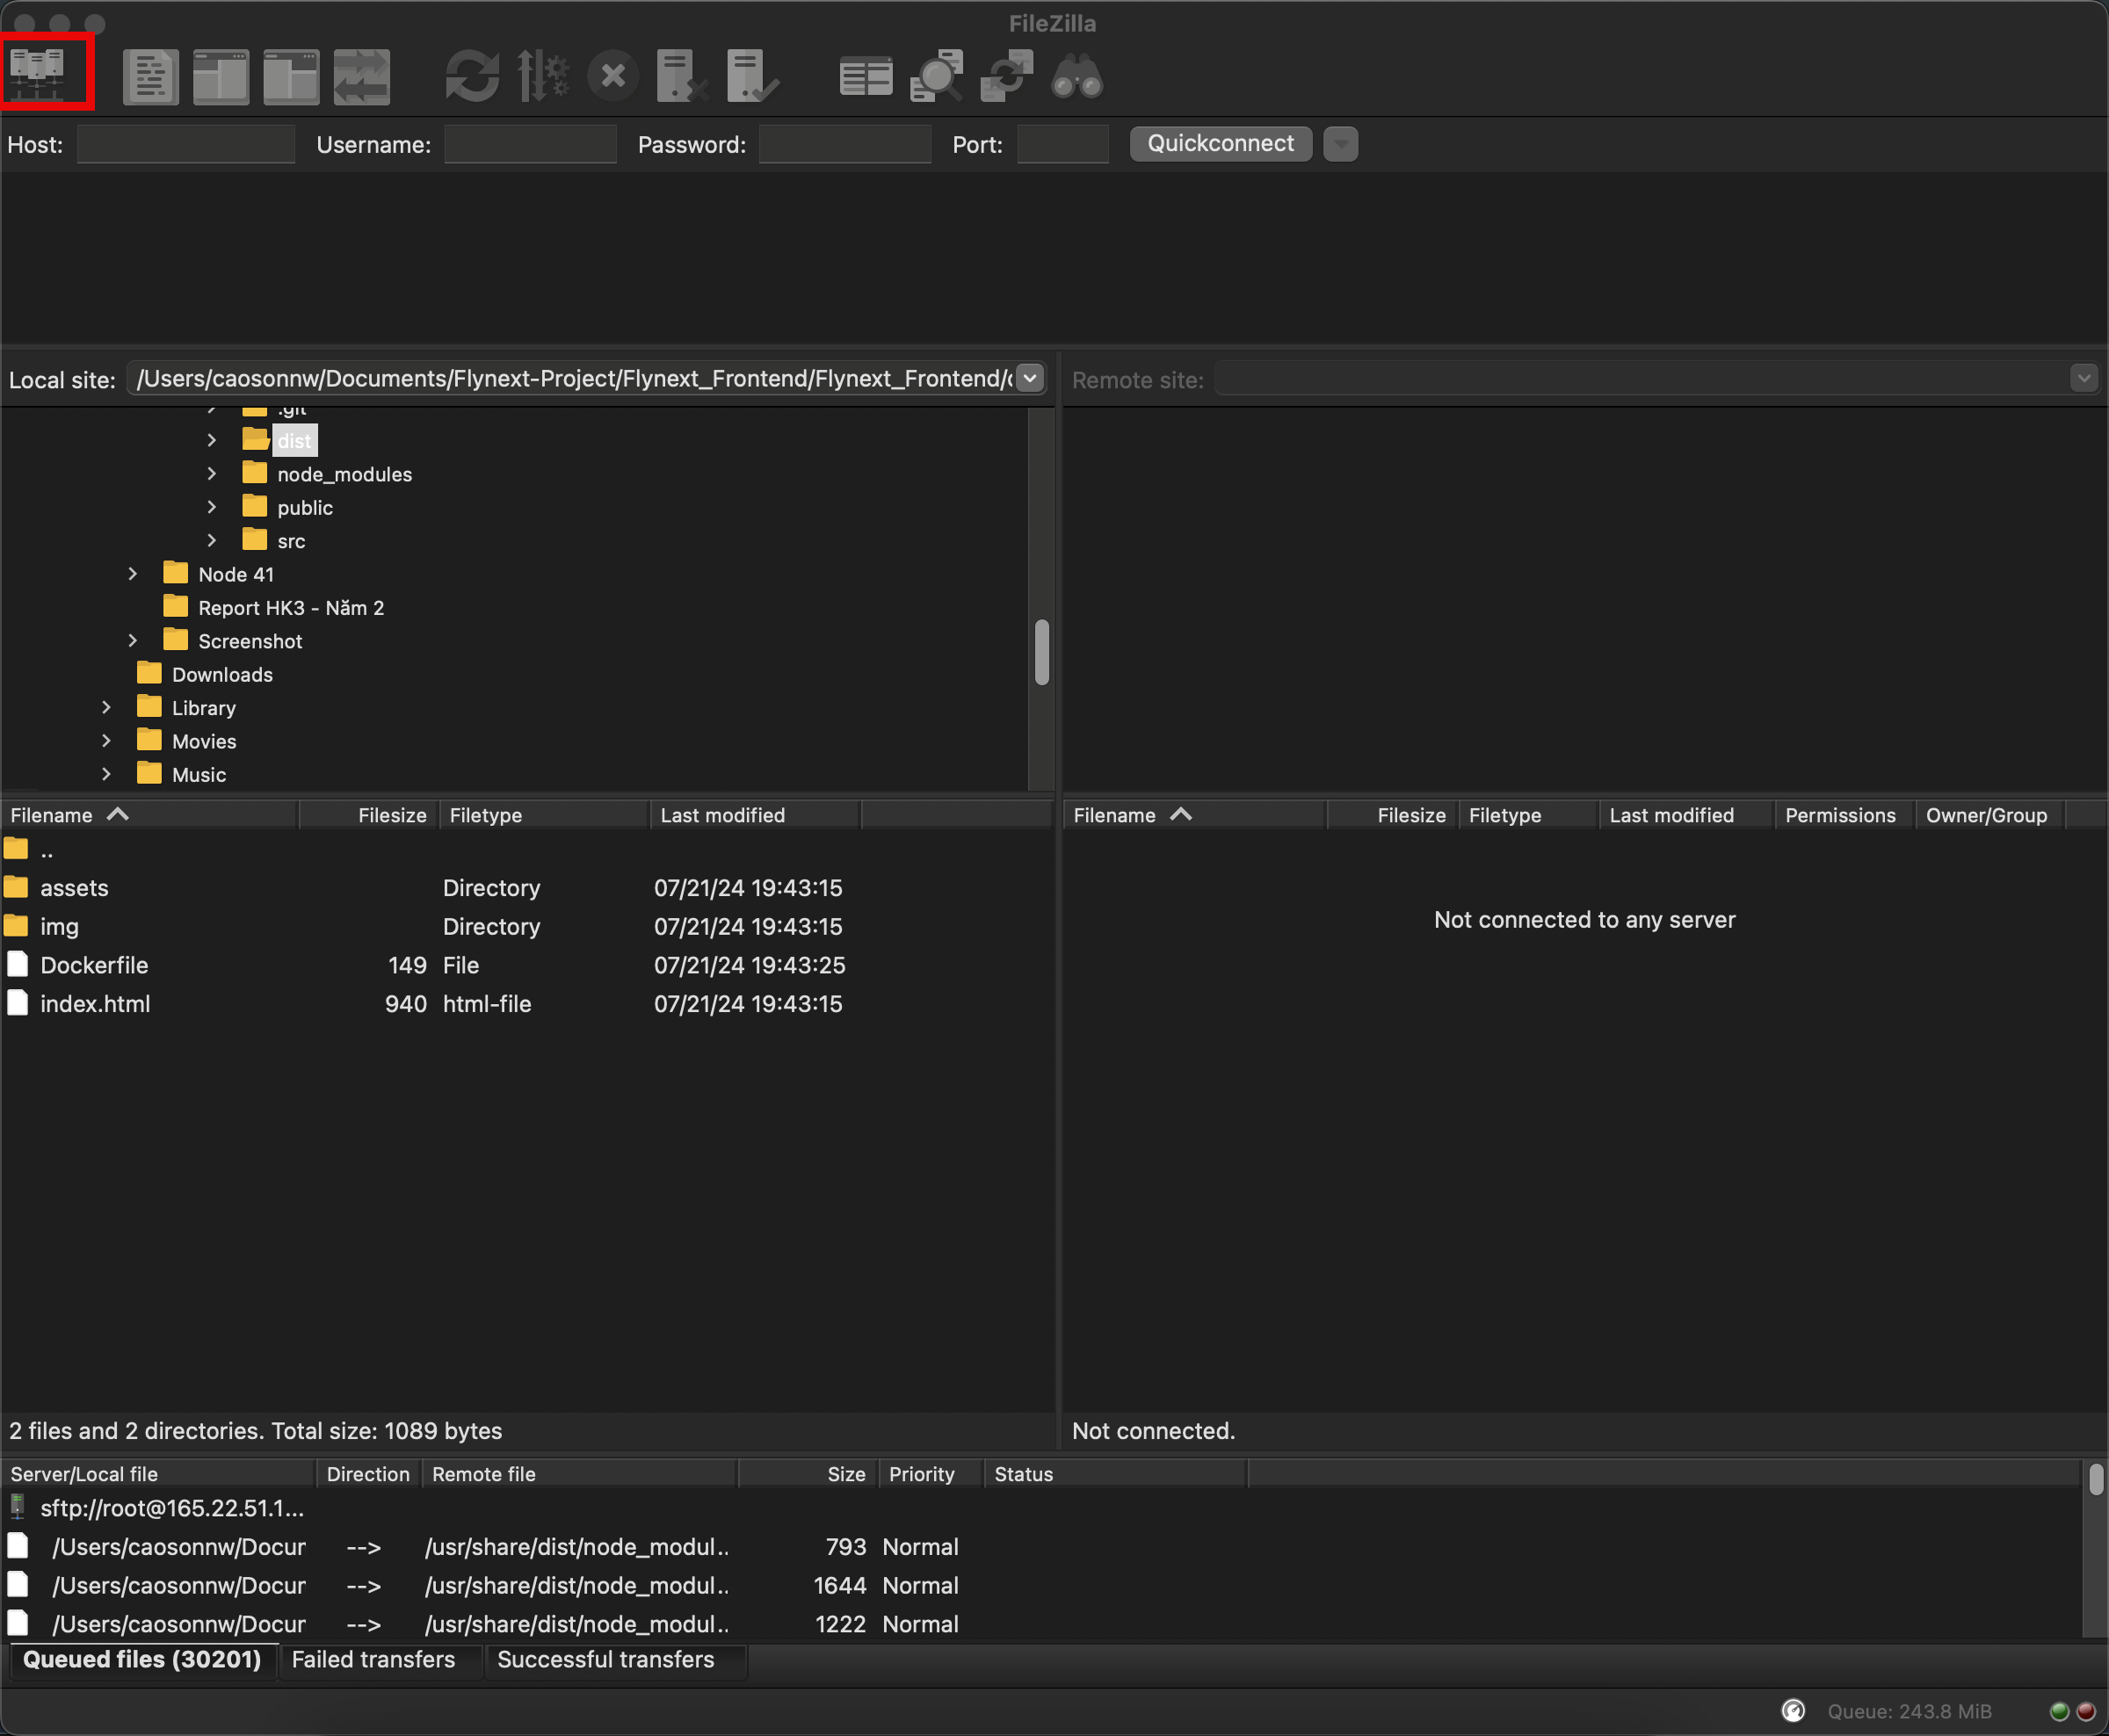 FileZilla
Host: Username: Password: Port: Quickconnect
Local site: /Users/caosonnw/Documents/Flynext-Project/Flynext_Frontend/Flynext_Frontend/
Remote site:
.git
dist
node_modules
public
src
Node 41
Report HK3 - Năm 2
Screenshot
Downloads
Library
Movies
Music
Filename Filesize Filetype Last modified
..
assets Directory 07/21/24 19:43:15
img Directory 07/21/24 19:43:15
Dockerfile 149 File 07/21/24 19:43:25
index.html 940 html-file 07/21/24 19:43:15
2 files and 2 directories. Total size: 1089 bytes
Filename Filesize Filetype Last modified Permissions Owner/Group
Not connected to any server
Not connected.
Server/Local file Direction Remote file Size Priority Status
sftp://root@165.22.51.1...
/Users/caosonnw/Docur --> /usr/share/dist/node_modul.. 793 Normal
/Users/caosonnw/Docur --> /usr/share/dist/node_modul.. 1644 Normal
/Users/caosonnw/Docur --> /usr/share/dist/node_modul.. 1222 Normal
Queued files (30201) Failed transfers Successful transfers
Queue: 243.8 MiB